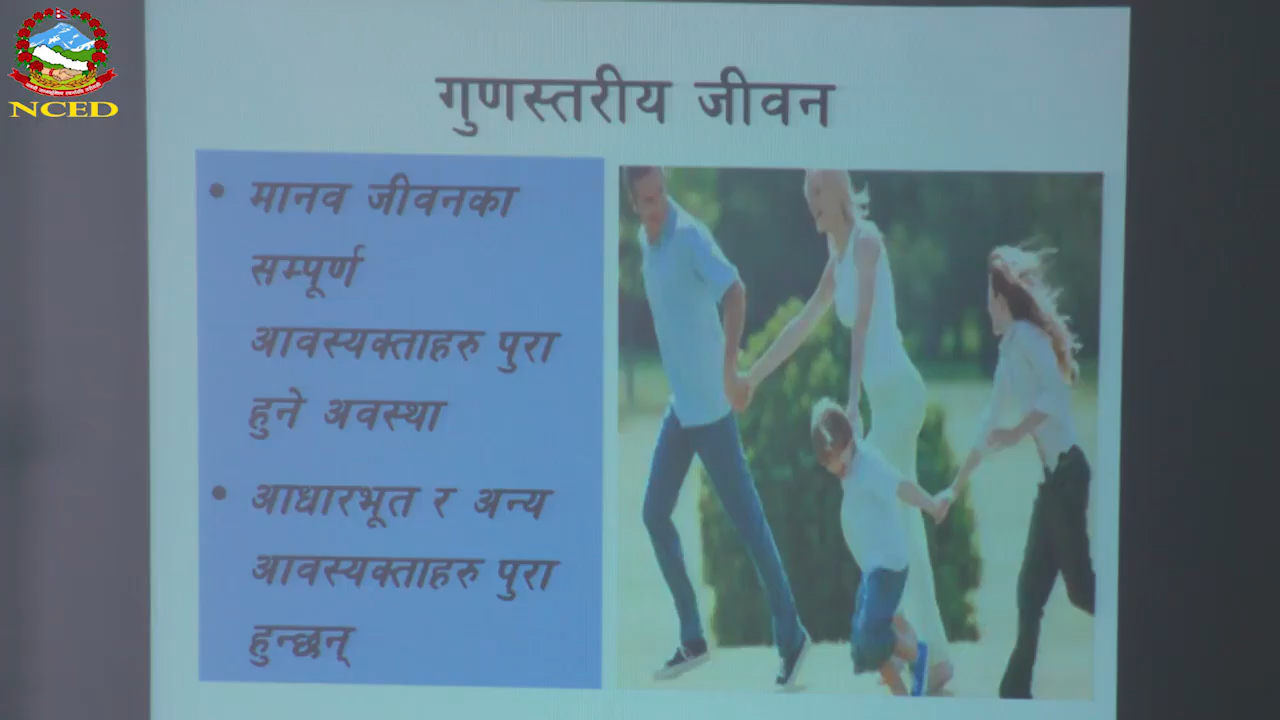 NCED
गुणस्तरीय जीवन
• मानव जीवनका
सम्पूर्ण
आवस्यक्ताहरु पुरा
हुने अवस्था
• आधारभूत र अन्य
आवस्यक्ताहरु पुरा
हुन्छन्